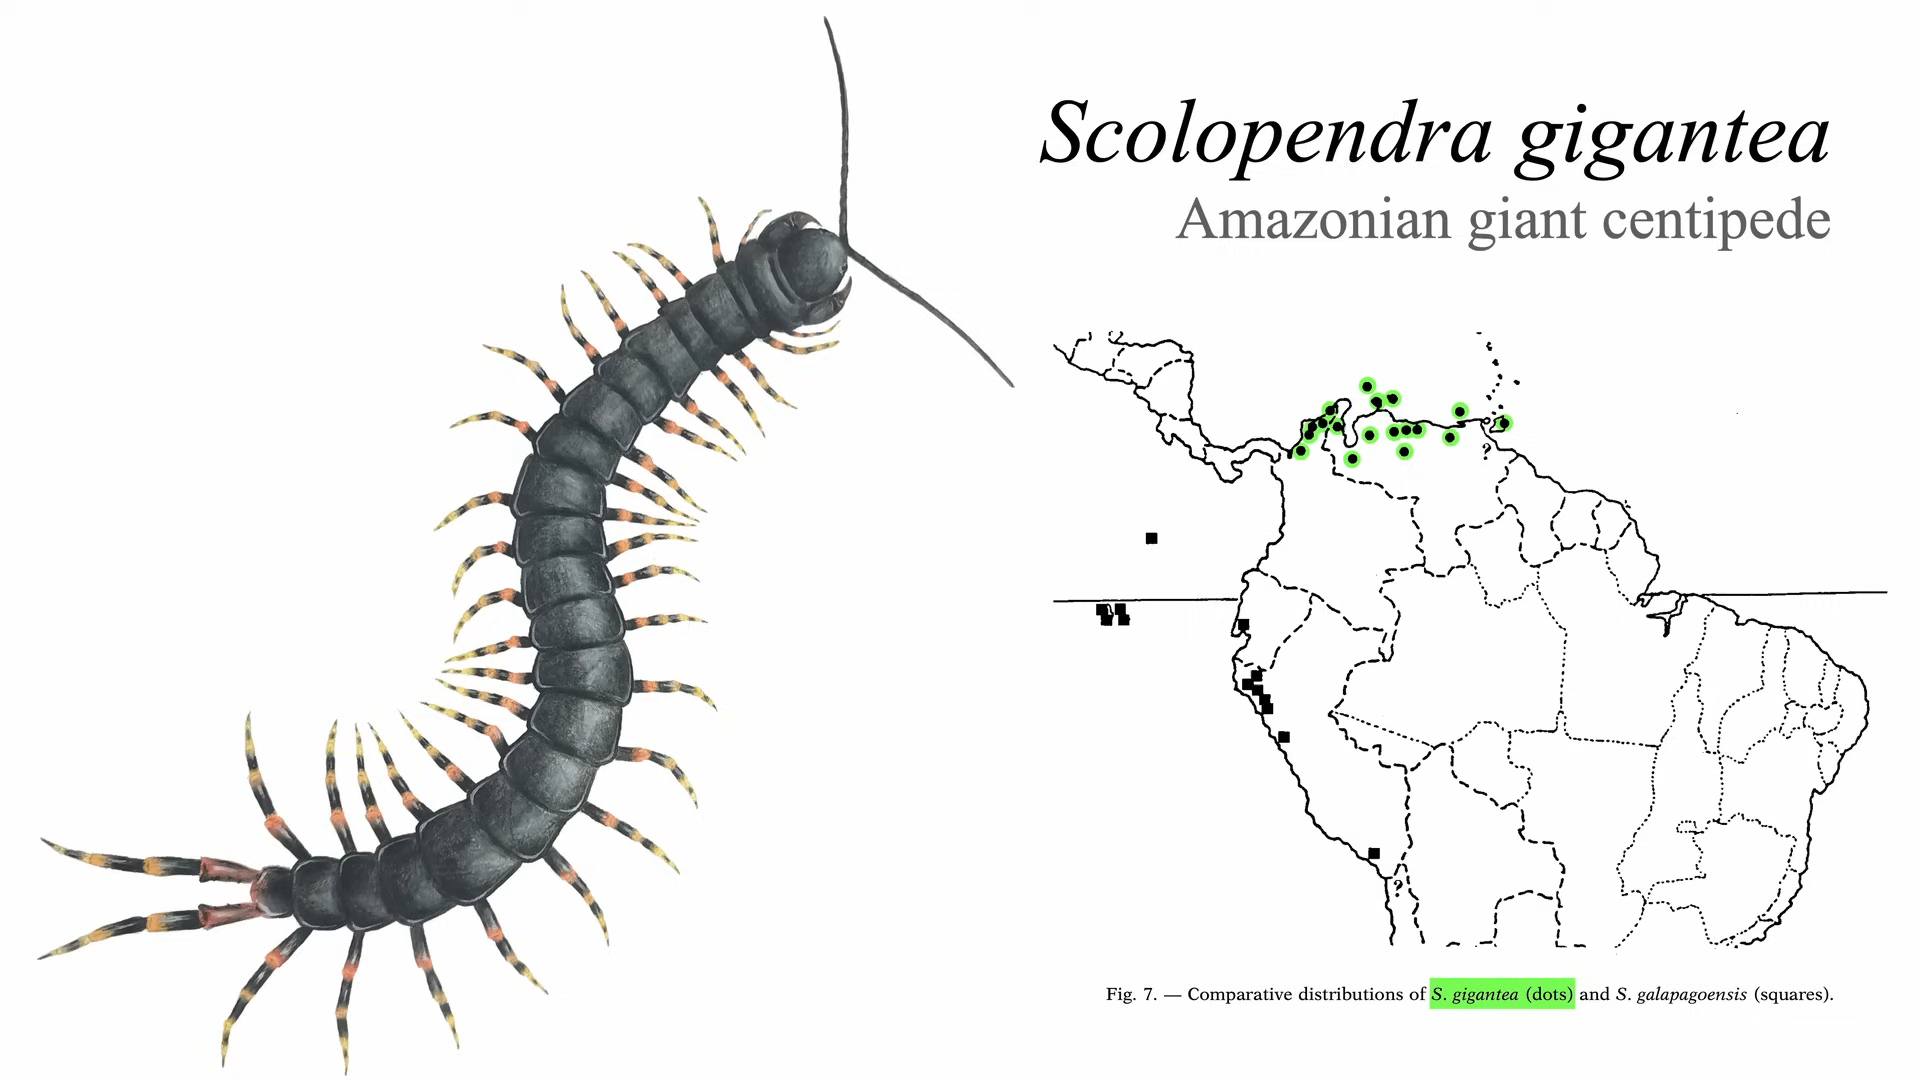 Scolopendra gigantea
Amazonian giant centipede
?
?
Fig. 7. — Comparative distributions of S. gigantea (dots) and S. galapagoensis (squares).